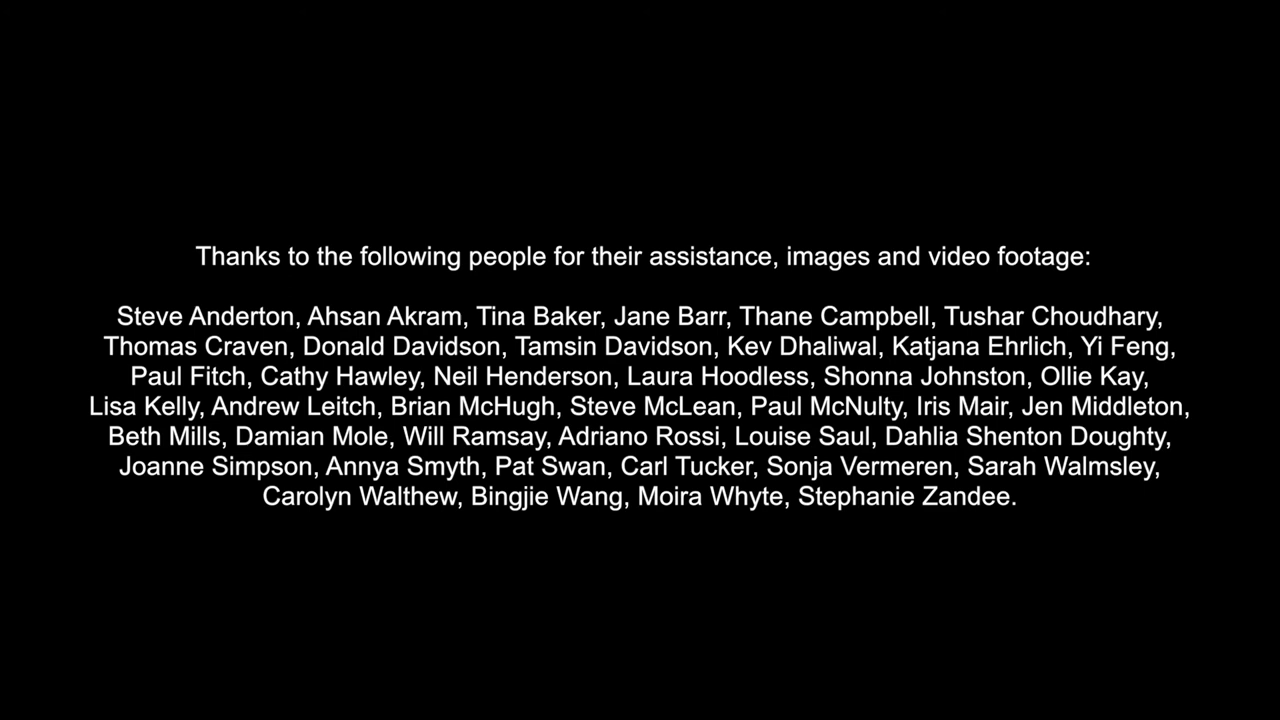 Thanks to the following people for their assistance, images and video footage:
Steve Anderton, Ahsan Akram, Tina Baker, Jane Barr, Thane Campbell, Tushar Choudhary,
Thomas Craven, Donald Davidson, Tamsin Davidson, Kev Dhaliwal, Katjana Ehrlich, Yi Feng,
Paul Fitch, Cathy Hawley, Neil Henderson, Laura Hoodless, Shonna Johnston, Ollie Kay,
Lisa Kelly, Andrew Leitch, Brian McHugh, Steve McLean, Paul McNulty, Iris Mair, Jen Middleton,
Beth Mills, Damian Mole, Will Ramsay, Adriano Rossi, Louise Saul, Dahlia Shenton Doughty,
Joanne Simpson, Annya Smyth, Pat Swan, Carl Tucker, Sonja Vermeren, Sarah Walmsley,
Carolyn Walthew, Bingjie Wang, Moira Whyte, Stephanie Zandee.